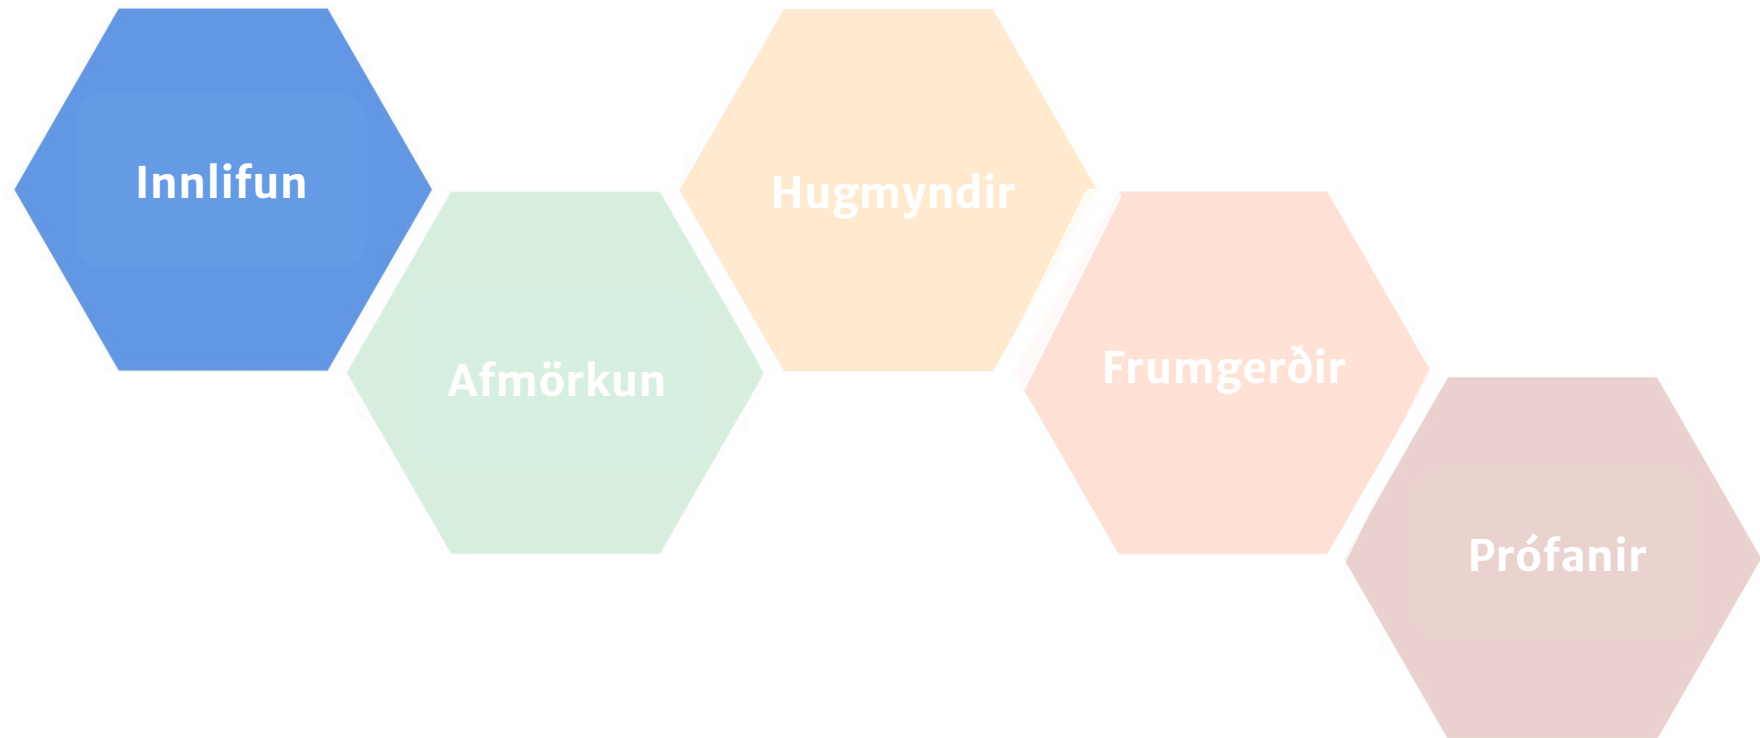 Innlifun
Afmörkun
Hugmyndir
Frumgerðir
Prófanir